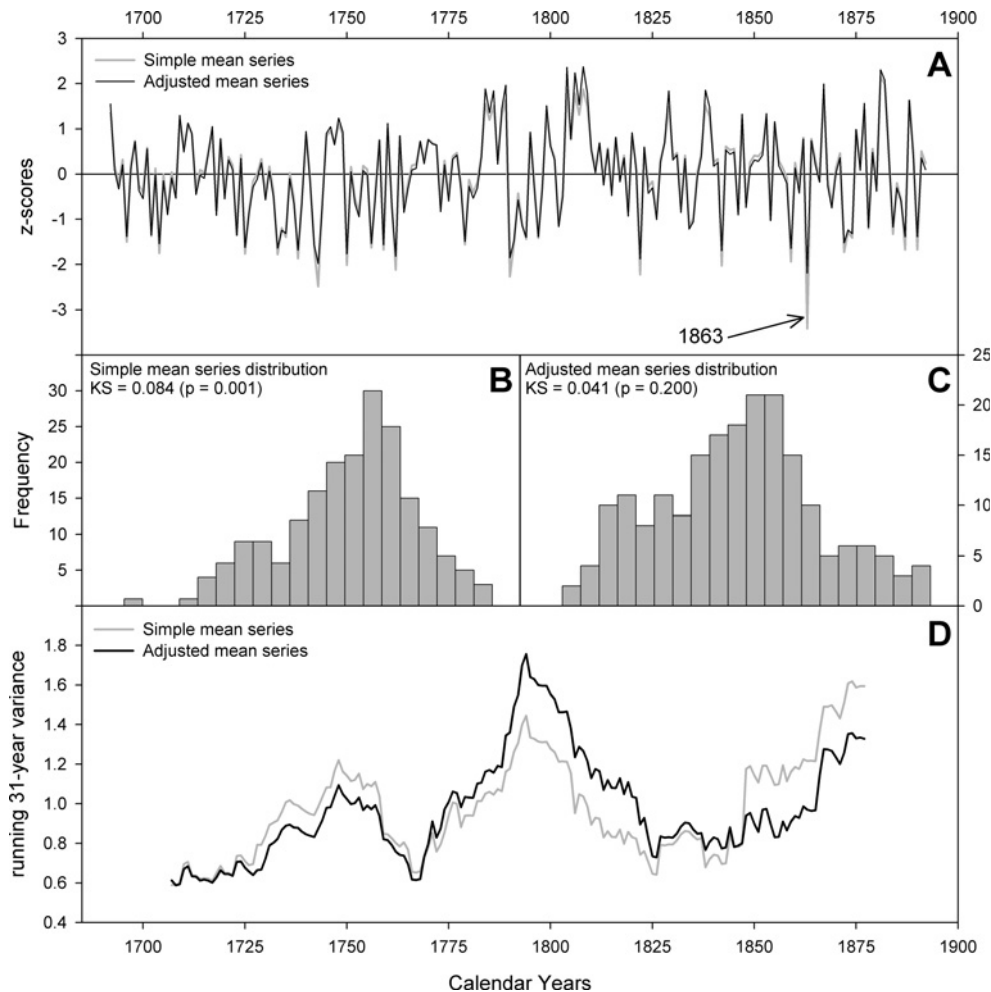 1700 1725 1750 1775 1800 1825 1850 1875 1900
3
2
1
0
-1
-2
-3
z-scores
Simple mean series
Adjusted mean series
A
1863
Simple mean series distribution
KS = 0.084 (p = 0.001)
B
30
25
20
15
10
5
Frequency
Adjusted mean series distribution
KS = 0.041 (p = 0.200)
C
25
20
15
10
5
0
Simple mean series
Adjusted mean series
D
1.8
1.6
1.4
1.2
1.0
0.8
0.6
0.4
running 31-year variance
1700 1725 1750 1775 1800 1825 1850 1875 1900
Calendar Years